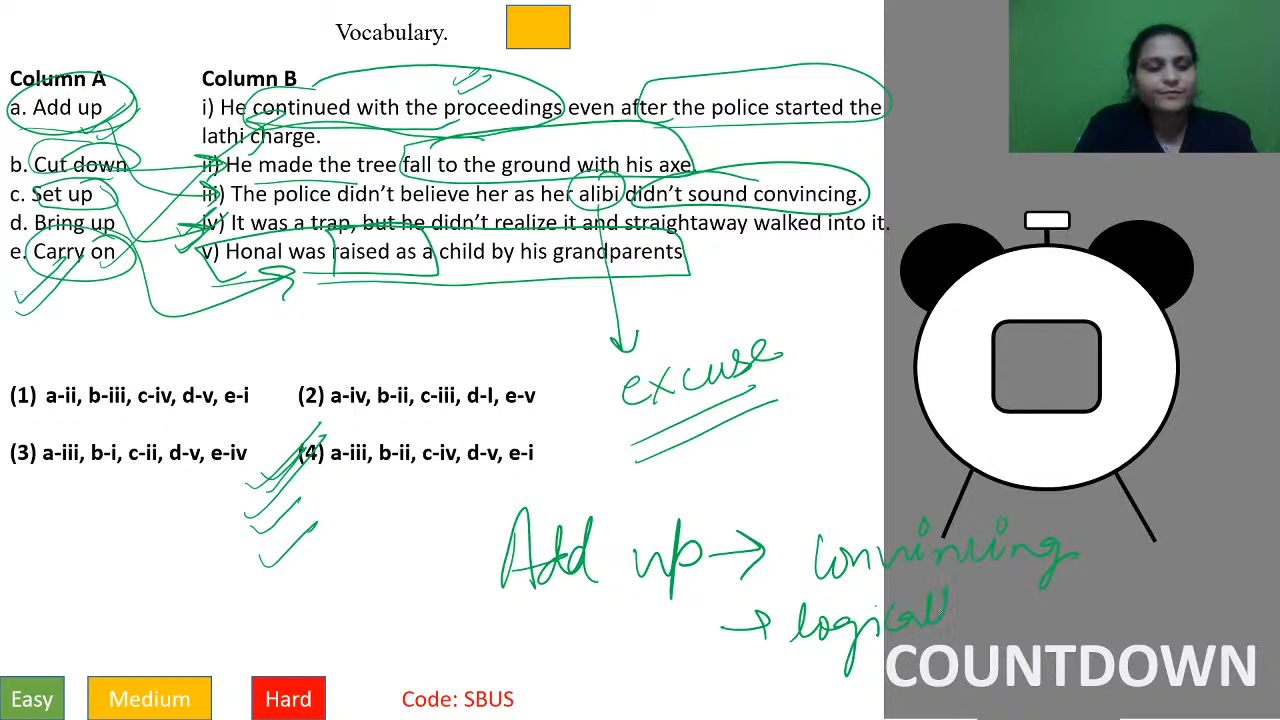 Vocabulary.
Column A
Column B
a. Add up
i) He continued with the proceedings even after the police started the
lathi charge.
b. Cut down
ii) He made the tree fall to the ground with his axe
c. Set up
iii) The police didn't believe her as her alibi didn't sound convincing.
d. Bring up
iv) It was a trap, but he didn't realize it and straightaway walked into it.
e. Carry on
v) Honal was raised as a child by his grandparents
excuse
(1) a-ii, b-iii, c-iv, d-v, e-i
(2) a-iv, b-ii, c-iii, d-I, e-v
(3) a-iii, b-i, c-ii, d-v, e-iv
(4) a-iii, b-ii, c-iv, d-v, e-i
Add up → convincing
→ logical
COUNTDOWN
Easy
Medium
Hard
Code: SBUS